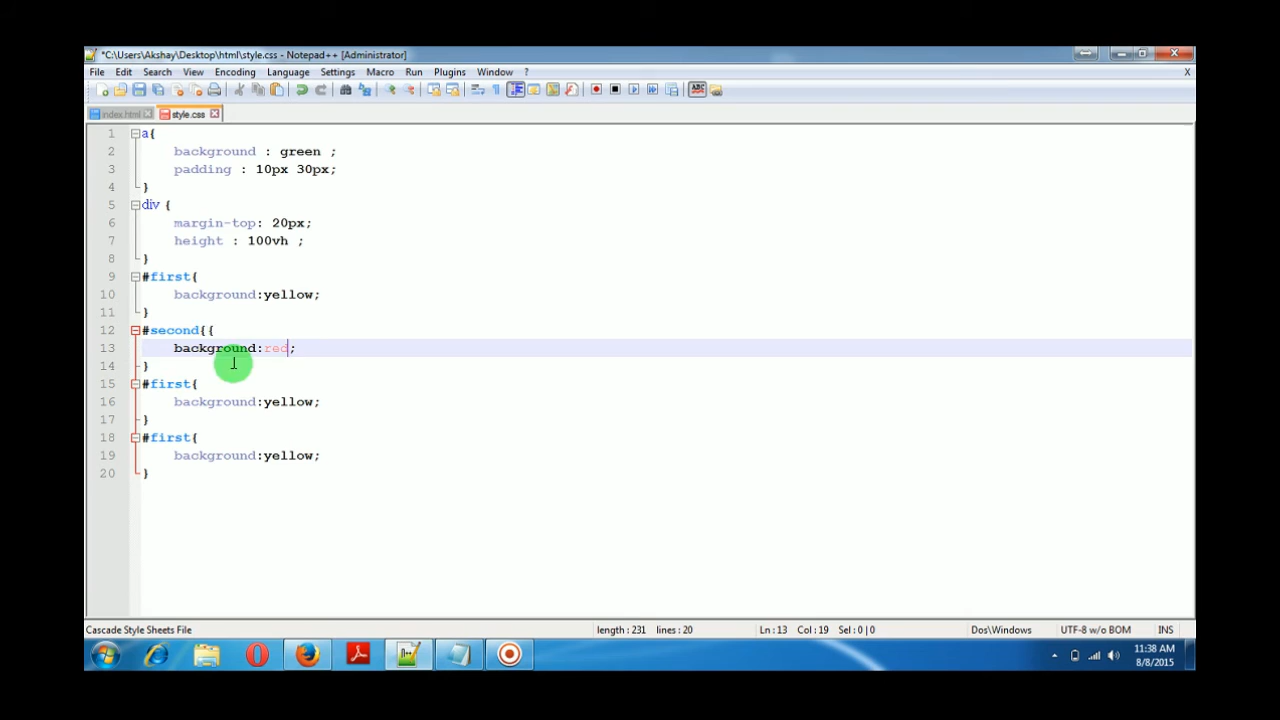 *C:\Users\Akshay\Desktop\html\style.css - Notepad++ [Administrator]
File Edit Search View Encoding Language Settings Macro Run Plugins Window ? X
index.html style.css
1 a{
2 background : green ;
3 padding : 10px 30px;
4 }
5 div {
6 margin-top: 20px;
7 height : 100vh ;
8 }
9 #first{
10 background:yellow;
11 }
12 #second{{
13 background:red;
14 }
15 #first{
16 background:yellow;
17 }
18 #first{
19 background:yellow;
20 }
Cascade Style Sheets File length : 231 lines : 20 Ln : 13 Col : 19 Sel : 0 | 0 Dos\Windows UTF-8 w/o BOM INS
11:38 AM
8/8/2015